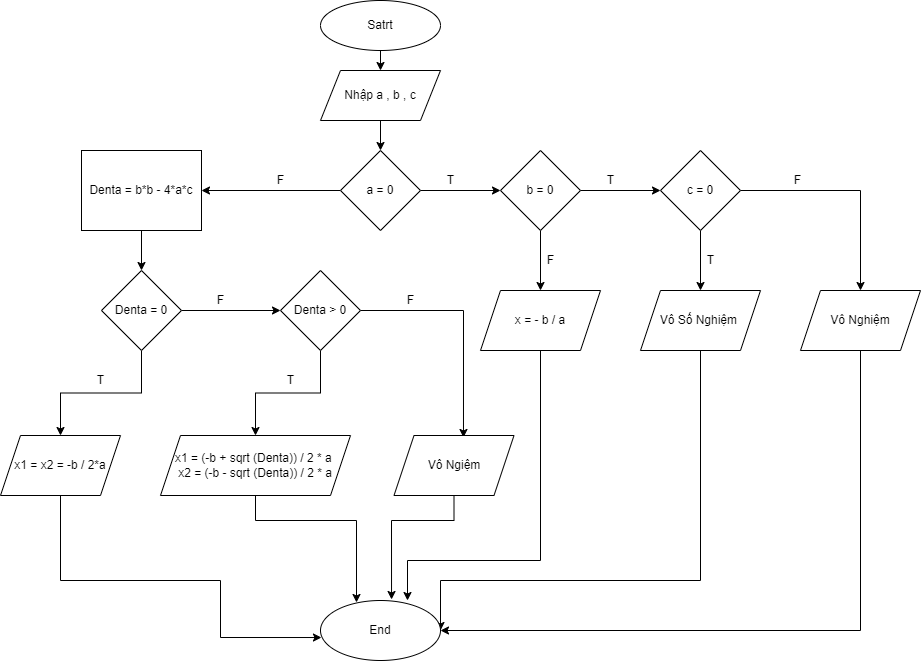 Satrt
Nhập a , b , c
Denta = b*b - 4*a*c
F
a = 0
T
b = 0
T
c = 0
F
F
T
Denta = 0
F
Denta > 0
F
x = - b / a
Vô Số Nghiệm
Vô Nghiệm
T
T
x1 = x2 = -b / 2*a
x1 = (-b + sqrt (Denta)) / 2 * a
x2 = (-b - sqrt (Denta)) / 2 * a
Vô Ngiệm
End